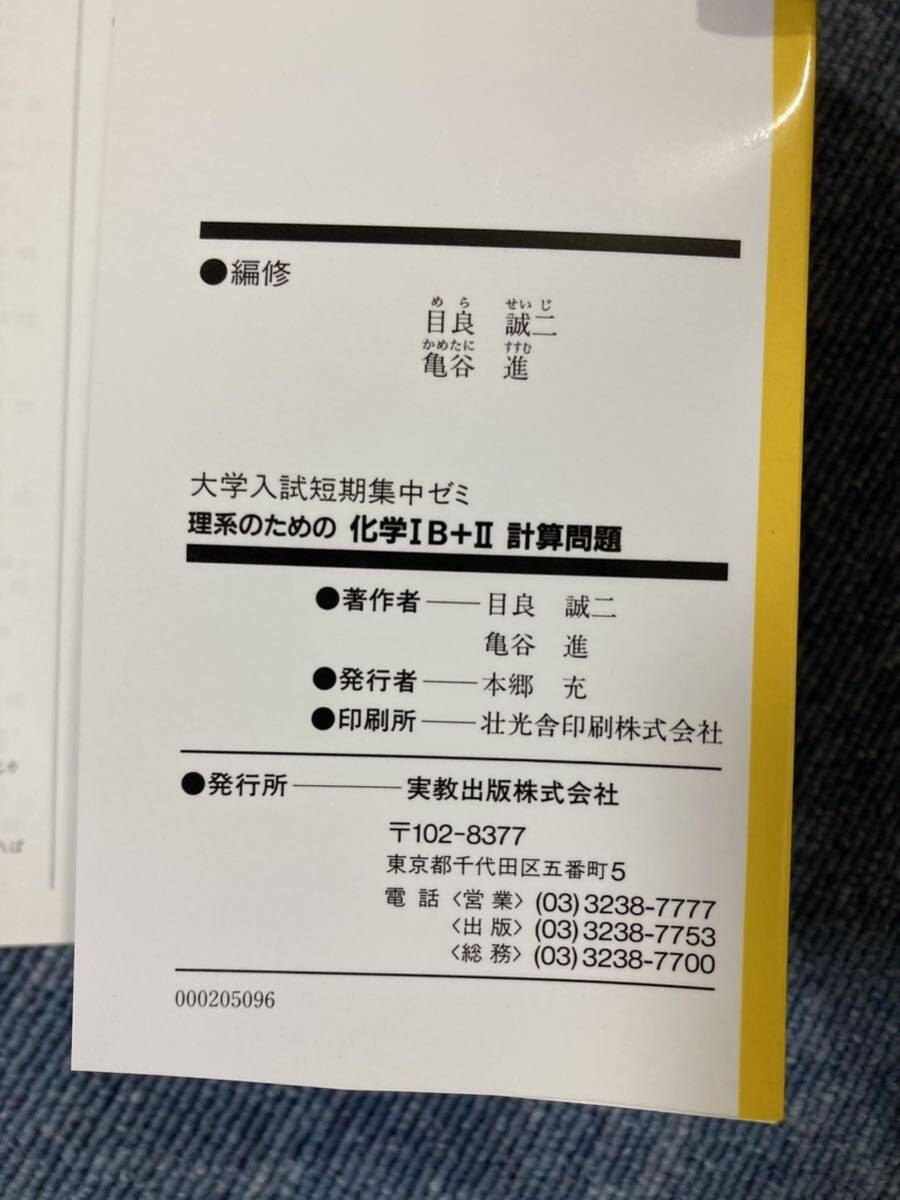 ●編修
めら せいじ
目良 誠二
かめたに すすむ
亀谷 進
大学入試短期集中ゼミ
理系のための 化学ⅠB+Ⅱ 計算問題
●著作者――目良 誠二
亀谷 進
●発行者――本郷 充
●印刷所――壮光舎印刷株式会社
●発行所――――実教出版株式会社
〒102-8377
東京都千代田区五番町5
電話〈営業〉(03)3238-7777
〈出版〉(03)3238-7753
〈総務〉(03)3238-7700
000205096
れば